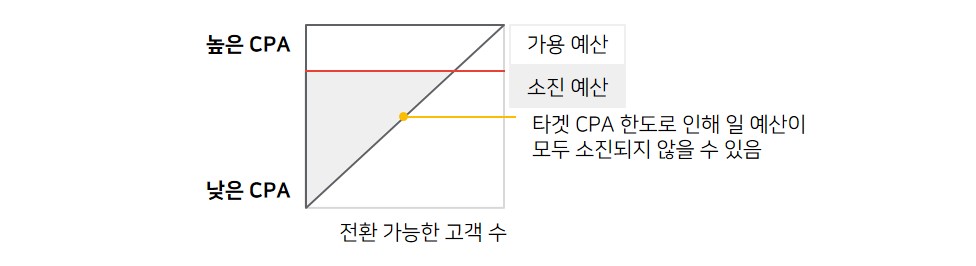 높은 CPA
가용 예산
소진 예산
타겟 CPA 한도로 인해 일 예산이
모두 소진되지 않을 수 있음
낮은 CPA
전환 가능한 고객 수